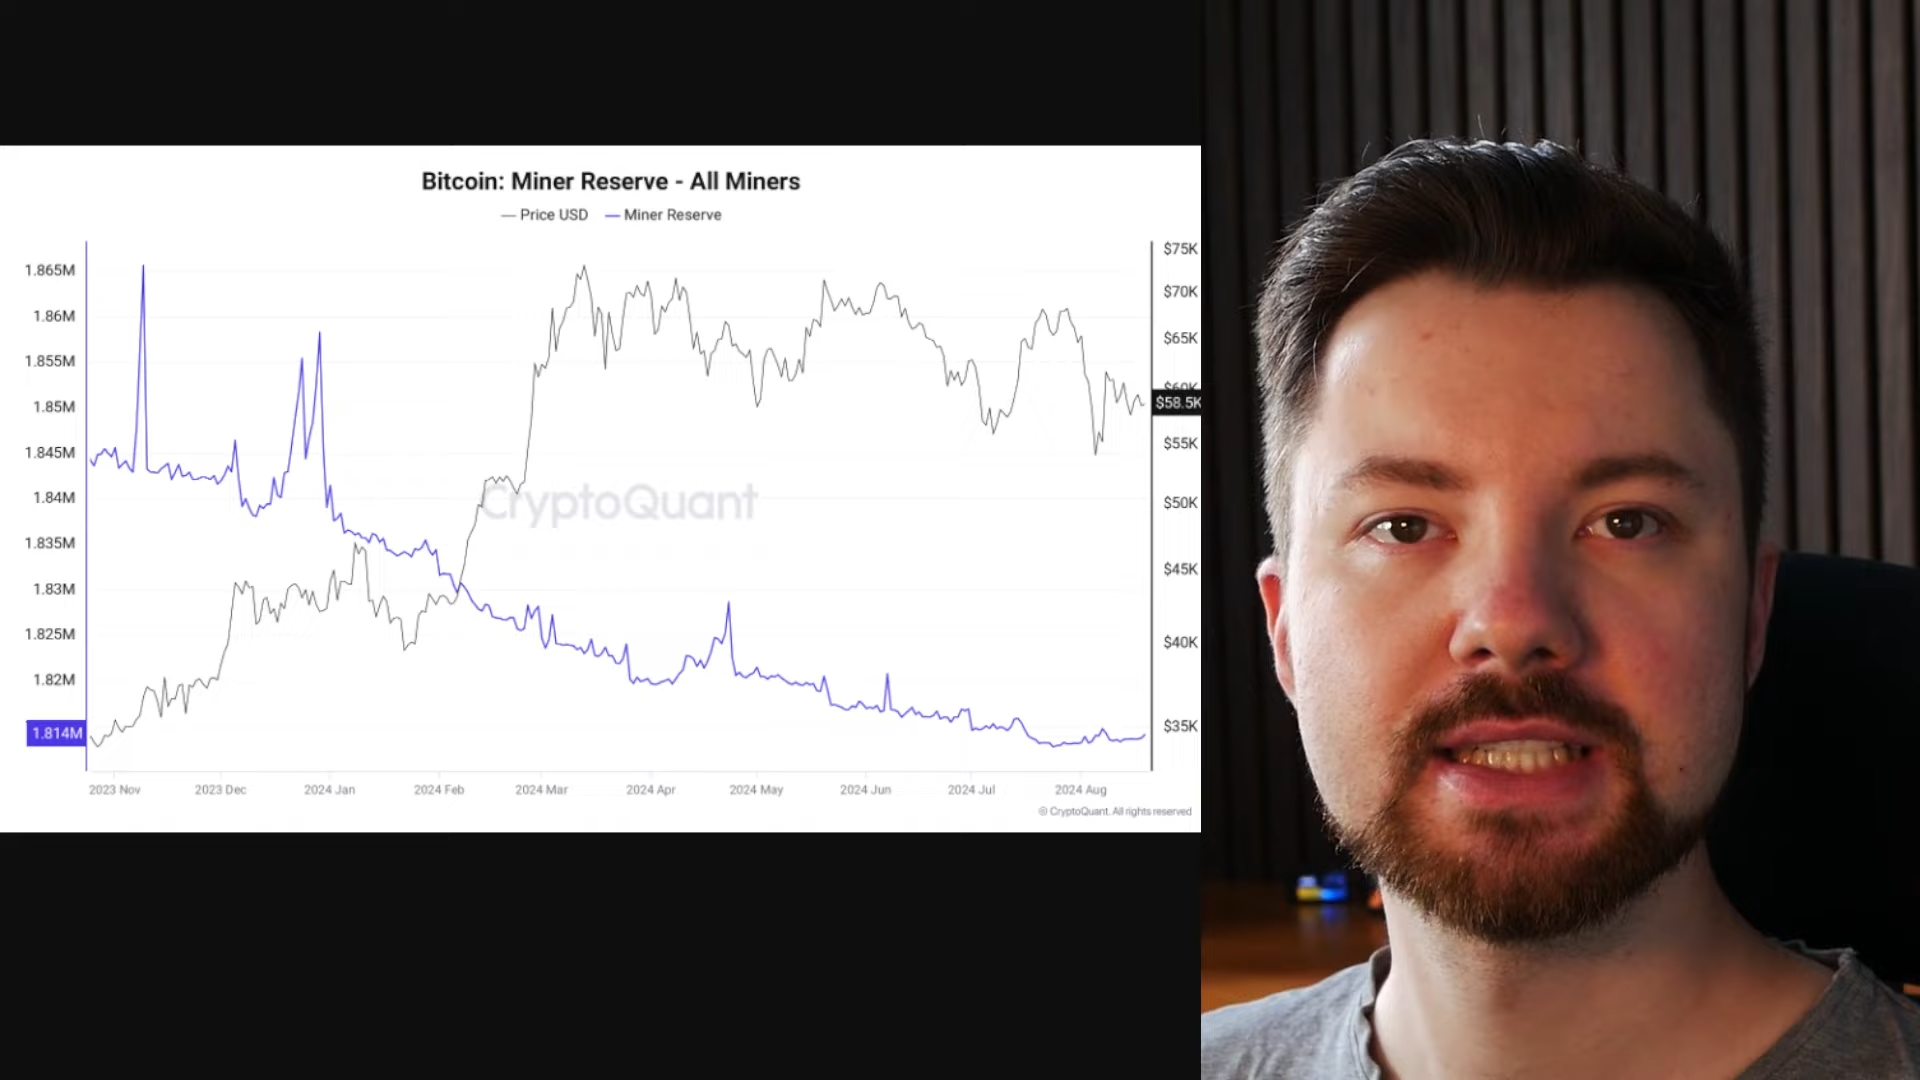 Bitcoin: Miner Reserve - All Miners
Price USD Miner Reserve
1.865M
1.86M
1.855M
1.85M
1.845M
1.84M
1.835M
1.83M
1.825M
1.82M
1.814M
$75K
$70K
$65K
$60K
$58.5K
$55K
$50K
$45K
$40K
$35K
CryptoQuant
2023 Nov 2023 Dec 2024 Jan 2024 Feb 2024 Mar 2024 Apr 2024 May 2024 Jun 2024 Jul 2024 Aug
© CryptoQuant. All rights reserved